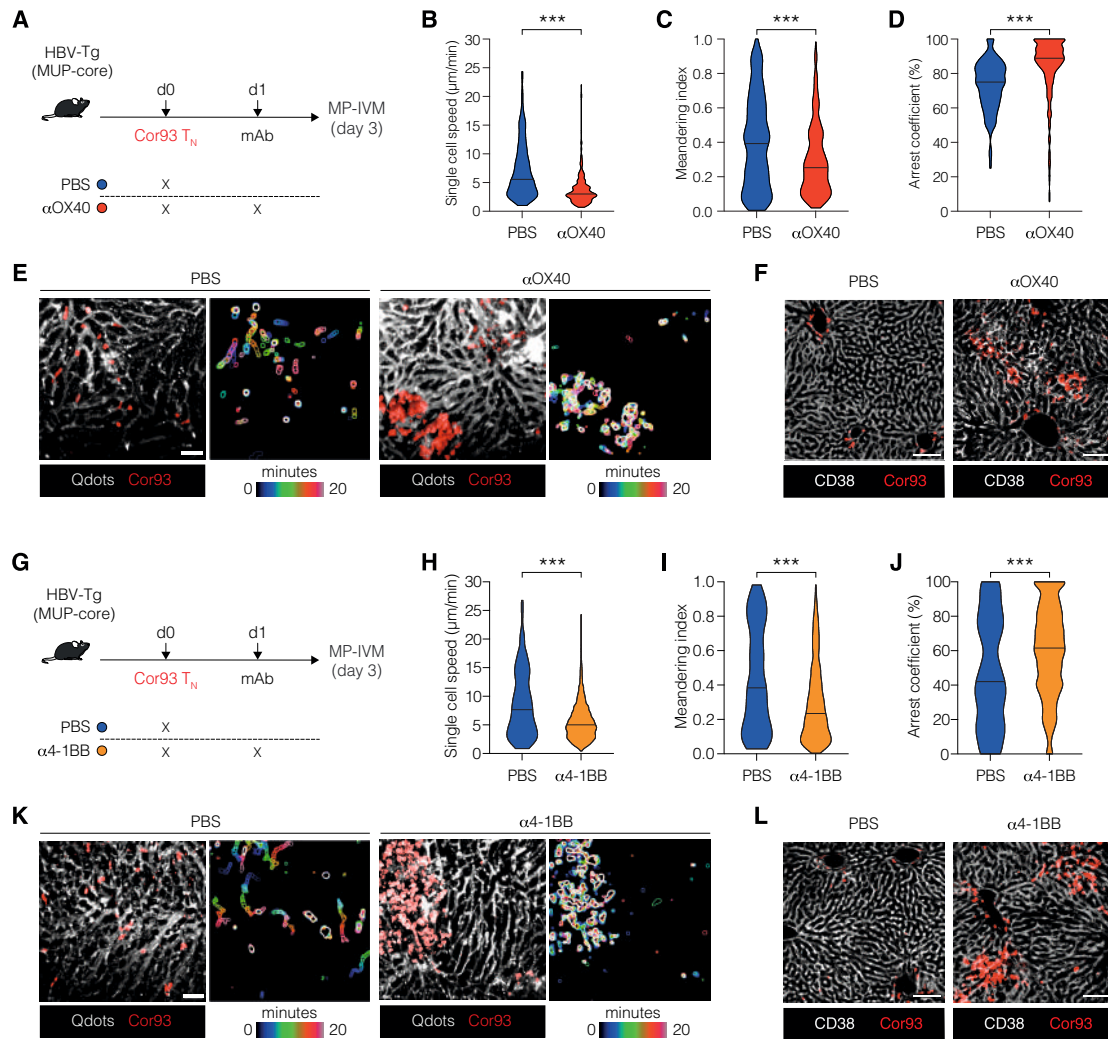 A
HBV-Tg
(MUP-core)
d0
d1
Cor93 TN
mAb
MP-IVM
(day 3)
PBS
X
αOX40
X
X
B
***
Single cell speed (µm/min)
30
25
20
15
10
5
0
PBS
αOX40
C
***
Meandering index
1.0
0.8
0.6
0.4
0.2
0.0
PBS
αOX40
D
***
Arrest coefficient (%)
100
80
60
40
20
0
PBS
αOX40
E
PBS
αOX40
Qdots Cor93
minutes
0
20
Qdots Cor93
minutes
0
20
F
PBS
αOX40
CD38 Cor93
CD38 Cor93
G
HBV-Tg
(MUP-core)
d0
d1
Cor93 TN
mAb
MP-IVM
(day 3)
PBS
X
α4-1BB
X
X
H
***
Single cell speed (µm/min)
30
25
20
15
10
5
0
PBS
α4-1BB
I
***
Meandering index
1.0
0.8
0.6
0.4
0.2
0.0
PBS
α4-1BB
J
***
Arrest coefficient (%)
100
80
60
40
20
0
PBS
α4-1BB
K
PBS
α4-1BB
Qdots Cor93
minutes
0
20
Qdots Cor93
minutes
0
20
L
PBS
α4-1BB
CD38 Cor93
CD38 Cor93